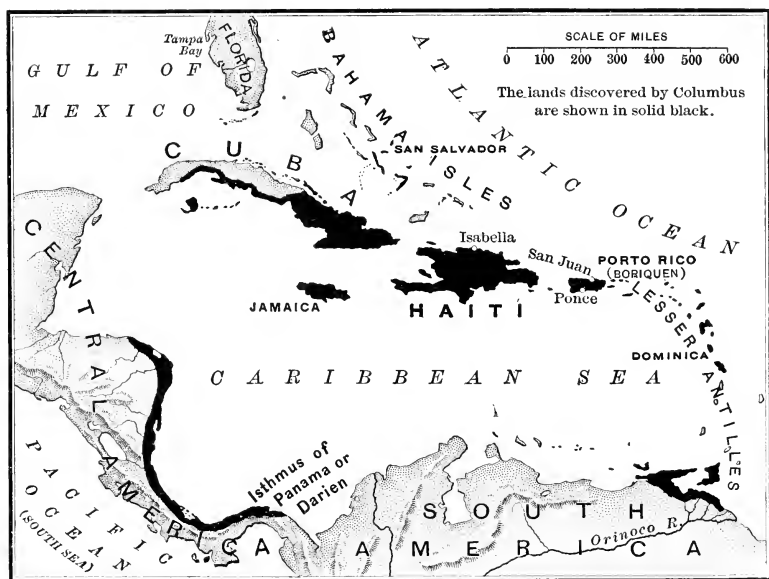 Tampa
Bay
FLORIDA
GULF OF
MEXICO
BAHAMA ISLES
ATLANTIC OCEAN
SCALE OF MILES
0 100 200 300 400 500 600
The lands discovered by Columbus
are shown in solid black.
SAN SALVADOR
CUBA
Isabella
San Juan
PORTO RICO
(BORIQUEN)
Ponce
JAMAICA
HAITÍ
LESSER ANTILLES
DOMINICA
CARIBBEAN SEA
CENTRAL AMERICA
PACIFIC
OCEAN
(SOUTH SEA)
Isthmus of
Panama or
Darien
SOUTH
AMERICA
Orinoco R.